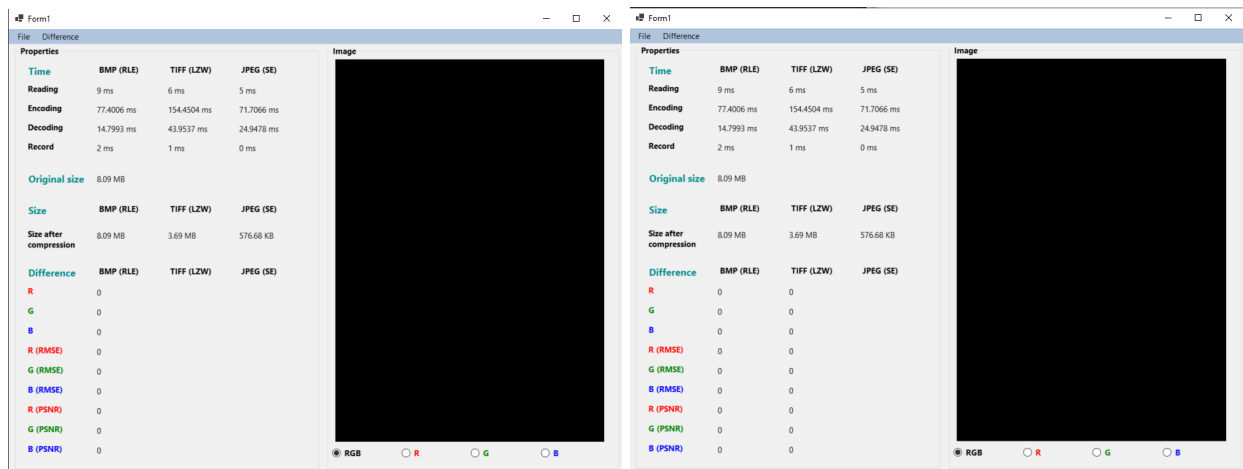 Form1
File Difference
Properties
Time BMP (RLE) TIFF (LZW) JPEG (SE)
Reading 9 ms 6 ms 5 ms
Encoding 77.4006 ms 154.4504 ms 71.7066 ms
Decoding 14.7993 ms 43.9537 ms 24.9478 ms
Record 2 ms 1 ms 0 ms
Original size 8.09 MB
Size BMP (RLE) TIFF (LZW) JPEG (SE)
Size after
compression 8.09 MB 3.69 MB 576.68 KB
Difference BMP (RLE) TIFF (LZW) JPEG (SE)
R 0
G 0
B 0
R (RMSE) 0
G (RMSE) 0
B (RMSE) 0
R (PSNR) 0
G (PSNR) 0
B (PSNR) 0
Image
RGB R G B
Form1
File Difference
Properties
Time BMP (RLE) TIFF (LZW) JPEG (SE)
Reading 9 ms 6 ms 5 ms
Encoding 77.4006 ms 154.4504 ms 71.7066 ms
Decoding 14.7993 ms 43.9537 ms 24.9478 ms
Record 2 ms 1 ms 0 ms
Original size 8.09 MB
Size BMP (RLE) TIFF (LZW) JPEG (SE)
Size after
compression 8.09 MB 3.69 MB 576.68 KB
Difference BMP (RLE) TIFF (LZW) JPEG (SE)
R 0 0
G 0 0
B 0 0
R (RMSE) 0 0
G (RMSE) 0 0
B (RMSE) 0 0
R (PSNR) 0 0
G (PSNR) 0 0
B (PSNR) 0 0
Image
RGB R G B